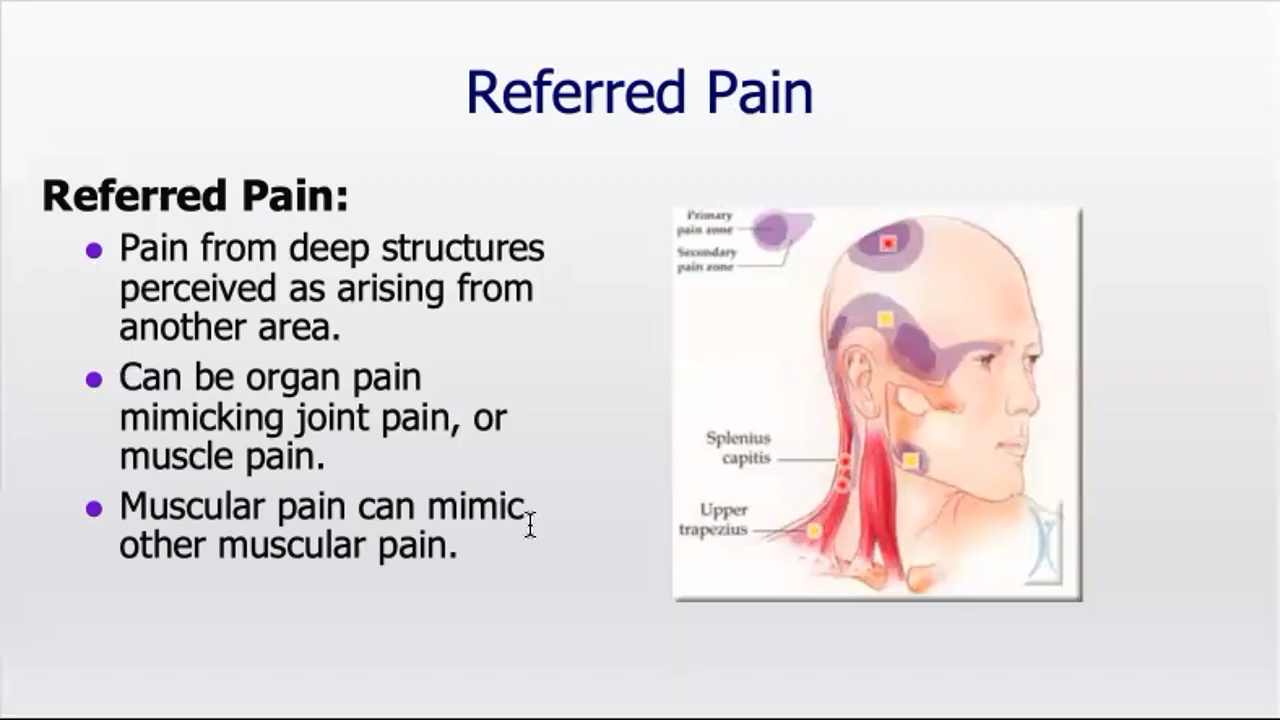 Referred Pain
Referred Pain:
● Pain from deep structures
perceived as arising from
another area.
● Can be organ pain
mimicking joint pain, or
muscle pain.
● Muscular pain can mimic
other muscular pain.
Primary
pain zone
Secondary
pain zone
Splenius
capitis
Upper
trapezius